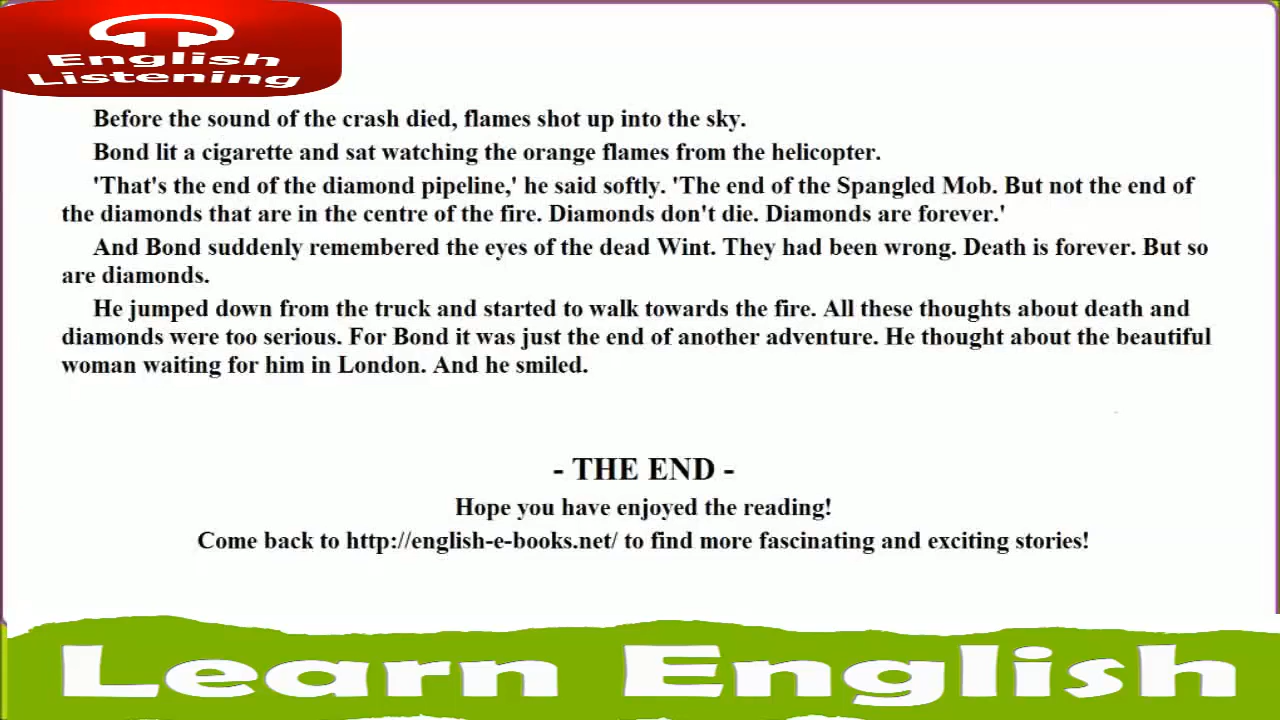 English
Listening
Before the sound of the crash died, flames shot up into the sky.
Bond lit a cigarette and sat watching the orange flames from the helicopter.
'That's the end of the diamond pipeline,' he said softly. 'The end of the Spangled Mob. But not the end of
the diamonds that are in the centre of the fire. Diamonds don't die. Diamonds are forever.'
And Bond suddenly remembered the eyes of the dead Wint. They had been wrong. Death is forever. But so
are diamonds.
He jumped down from the truck and started to walk towards the fire. All these thoughts about death and
diamonds were too serious. For Bond it was just the end of another adventure. He thought about the beautiful
woman waiting for him in London. And he smiled.
- THE END -
Hope you have enjoyed the reading!
Come back to http://english-e-books.net/ to find more fascinating and exciting stories!
Learn English